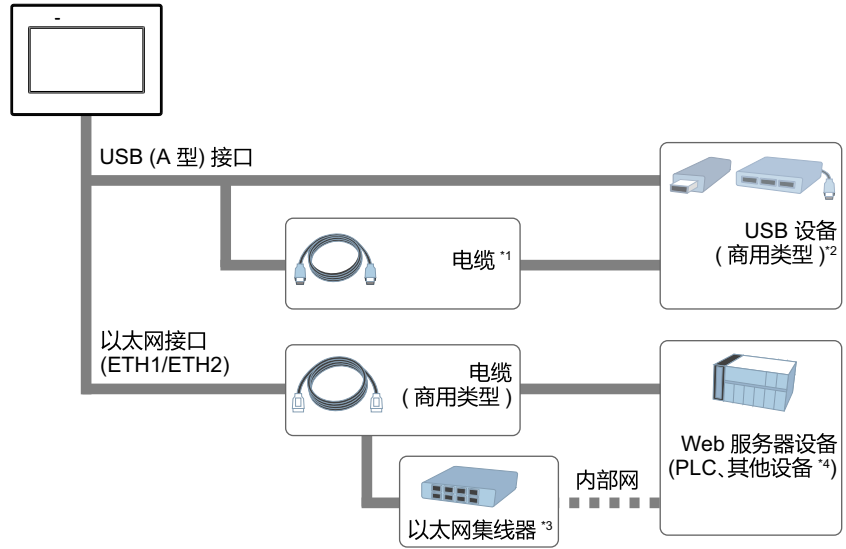 USB (A 型) 接口
USB 设备
( 商用类型 )*2
电缆 *1
以太网接口
(ETH1/ETH2)
电缆
( 商用类型 )
Web 服务器设备
(PLC、其他设备 *4)
内部网
以太网集线器 *3